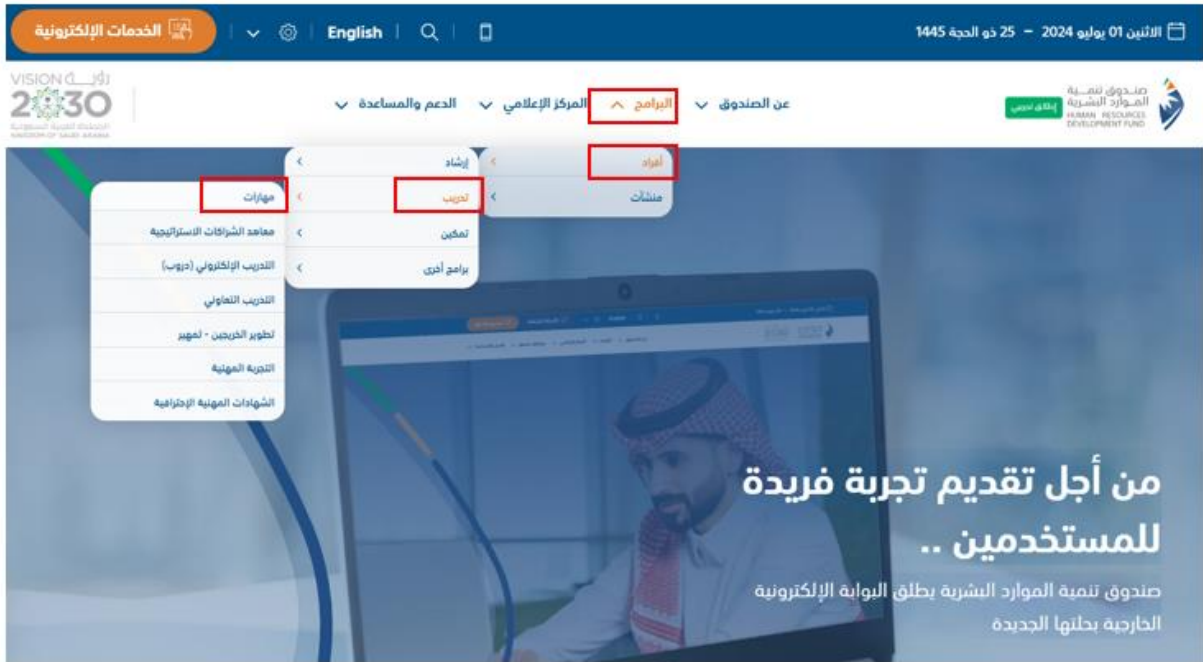 الاثنين 01 يوليو 2024 – 25 ذو الحجة 1445
English
الخدمات الإلكترونية
صندوق تنمية
الموارد البشرية
HUMAN RESOURCES
DEVELOPMENT FUND
إطلاق تجريبي
عن الصندوق
البرامج
المركز الإعلامي
الدعم والمساعدة
VISION رؤية
2030
المملكة العربية السعودية
KINGDOM OF SAUDI ARABIA
أفراد
منشآت
إرشاد
تدريب
تمكين
برامج أخرى
مهارات
معاهد الشراكات الاستراتيجية
التدريب الإلكتروني (دروب)
التدريب التعاوني
تطوير الخريجين - تمهير
التجربة المهنية
الشهادات المهنية الإحترافية
من أجل تقديم تجربة فريدة
للمستخدمين ..
صندوق تنمية الموارد البشرية يطلق البوابة الإلكترونية
الخارجية بحلتها الجديدة